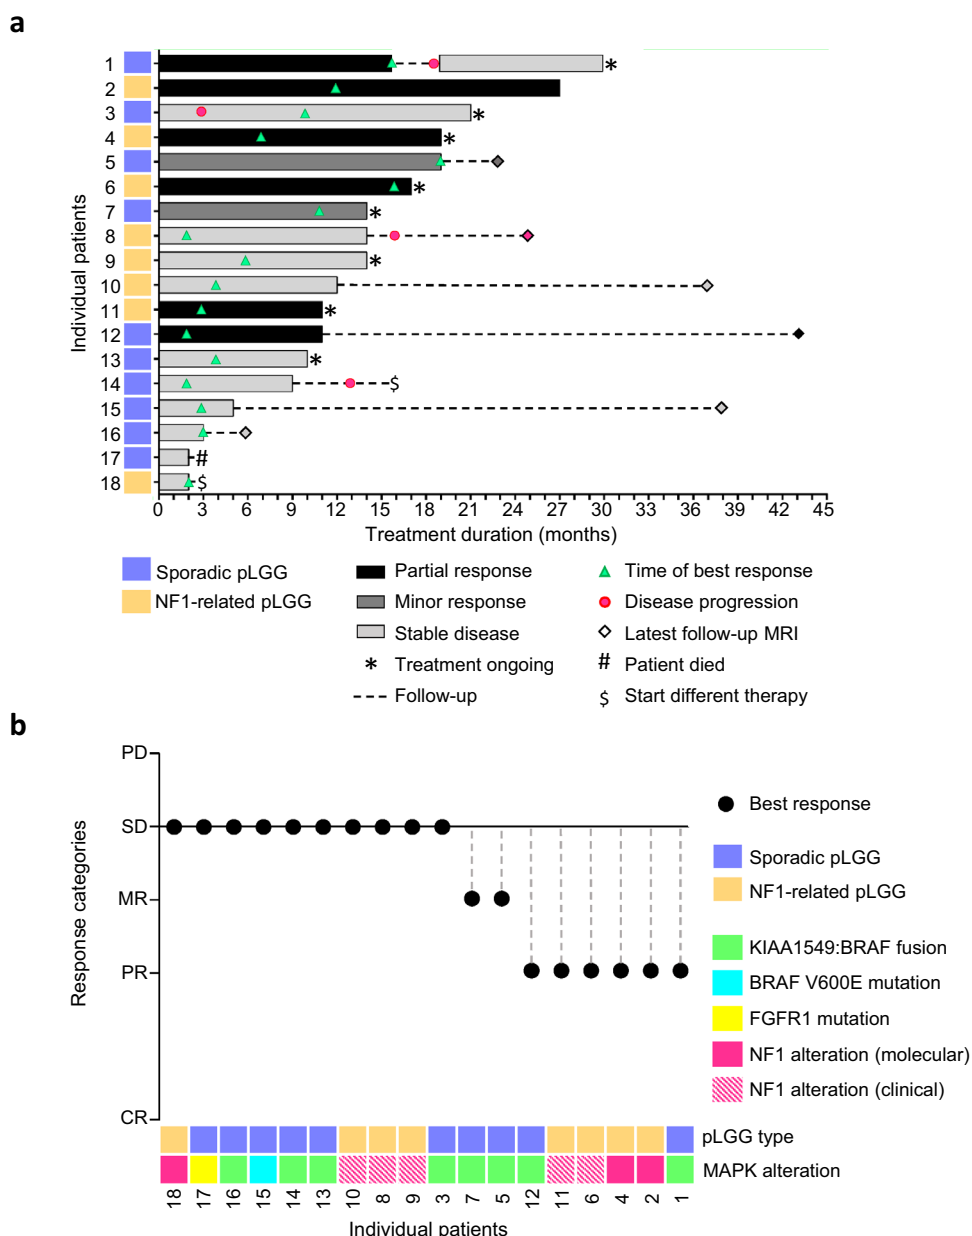 a
Individual patients
1 *
2
3 *
4 *
5
6 *
7 *
8
9 *
10
11 *
12
13 *
14 $
15
16
17 #
18 $
0 3 6 9 12 15 18 21 24 27 30 33 36 39 42 45
Treatment duration (months)
Sporadic pLGG
NF1-related pLGG
Partial response
Minor response
Stable disease
* Treatment ongoing
Follow-up
Time of best response
Disease progression
Latest follow-up MRI
# Patient died
$ Start different therapy
b
Response categories
PD
SD
MR
PR
CR
Best response
Sporadic pLGG
NF1-related pLGG
KIAA1549:BRAF fusion
BRAF V600E mutation
FGFR1 mutation
NF1 alteration (molecular)
NF1 alteration (clinical)
pLGG type
MAPK alteration
18 17 16 15 14 13 10 8 9 3 7 5 12 11 6 4 2 1
Individual patients